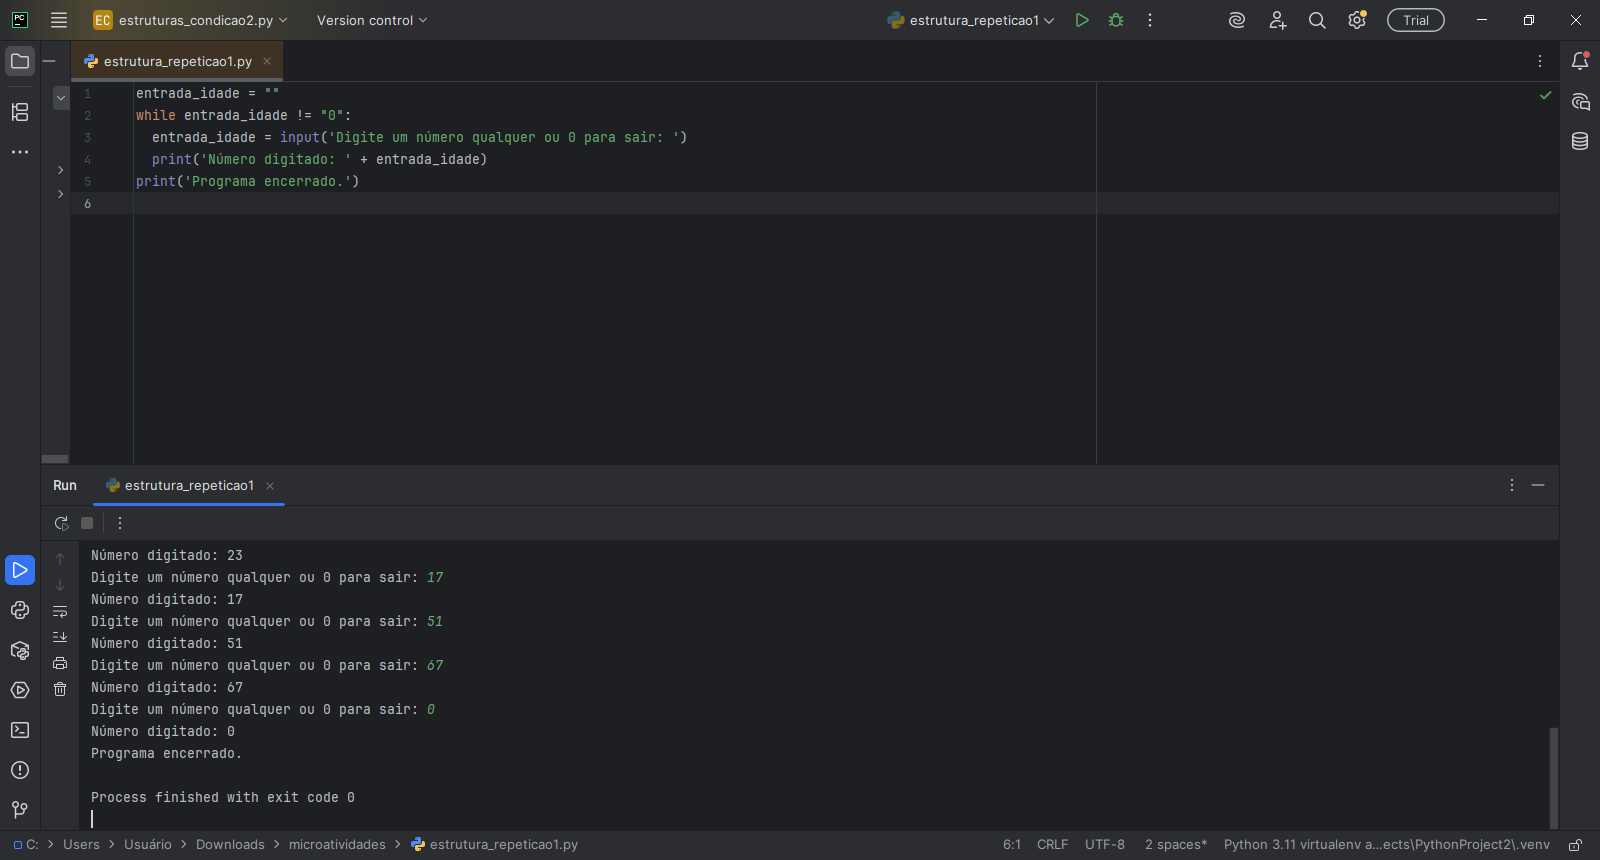 PC
EC estruturas_condicao2.py
Version control
estrutura_repeticao1
Trial
estrutura_repeticao1.py
1 entrada_idade = ""
2 while entrada_idade != "0":
3   entrada_idade = input('Digite um número qualquer ou 0 para sair: ')
4   print('Número digitado: ' + entrada_idade)
5 print('Programa encerrado.')
6
Run estrutura_repeticao1
Número digitado: 23
Digite um número qualquer ou 0 para sair: 17
Número digitado: 17
Digite um número qualquer ou 0 para sair: 51
Número digitado: 51
Digite um número qualquer ou 0 para sair: 67
Número digitado: 67
Digite um número qualquer ou 0 para sair: 0
Número digitado: 0
Programa encerrado.
Process finished with exit code 0
C: > Users > Usuário > Downloads > microatividades > estrutura_repeticao1.py
6:1 CRLF UTF-8 2 spaces* Python 3.11 virtualenv a...ects\PythonProject2\.venv